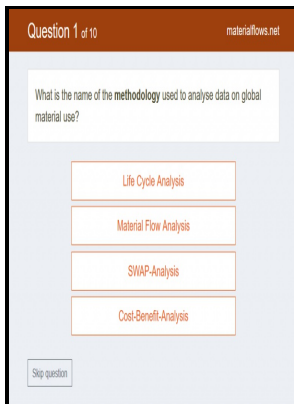 Question 1 of 10
materialflows.net
What is the name of the methodology used to analyse data on global
material use?
Life Cycle Analysis
Material Flow Analysis
SWAP-Analysis
Cost-Benefit-Analysis
Skip question